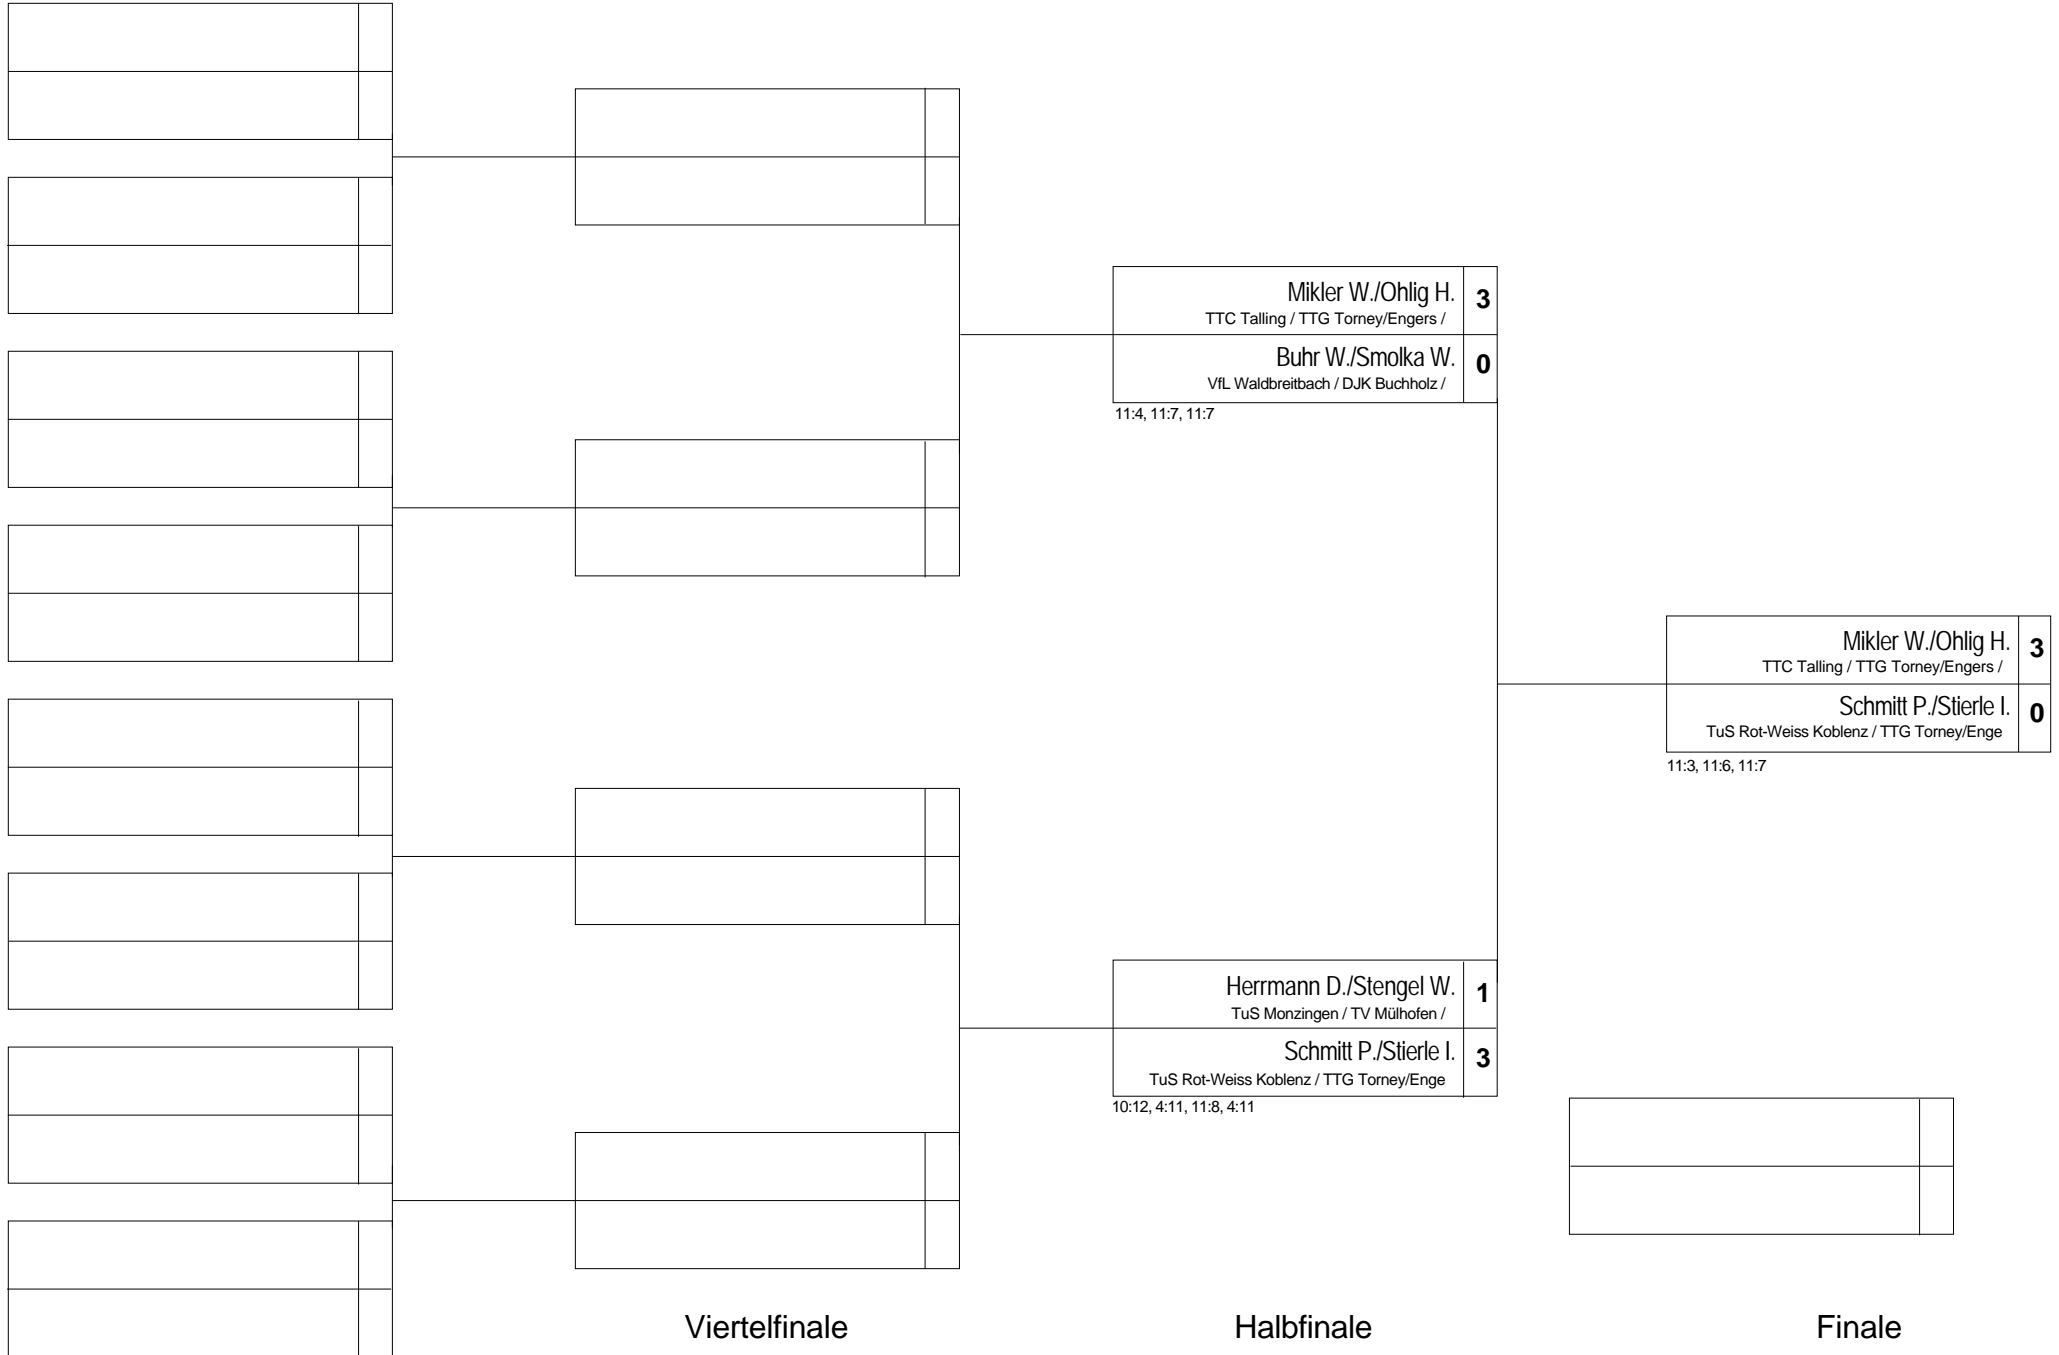 Mikler W./Ohlig H. 3
TTC Talling / TTG Torney/Engers /
Buhr W./Smolka W. 0
VfL Waldbreitbach / DJK Buchholz /
11:4, 11:7, 11:7
Mikler W./Ohlig H. 3
TTC Talling / TTG Torney/Engers /
Schmitt P./Stierle I. 0
TuS Rot-Weiss Koblenz / TTG Torney/Enge
11:3, 11:6, 11:7
Herrmann D./Stengel W. 1
TuS Monzingen / TV Mülhofen /
Schmitt P./Stierle I. 3
TuS Rot-Weiss Koblenz / TTG Torney/Enge
10:12, 4:11, 11:8, 4:11
Viertelfinale Halbfinale Finale